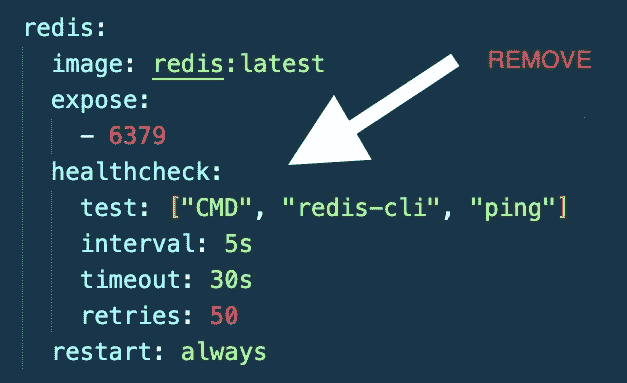 redis:
image: redis:latest
REMOVE
expose:
- 6379
healthcheck:
test: ["CMD", "redis-cli", "ping"]
interval: 5s
timeout: 30s
retries: 50
restart: always